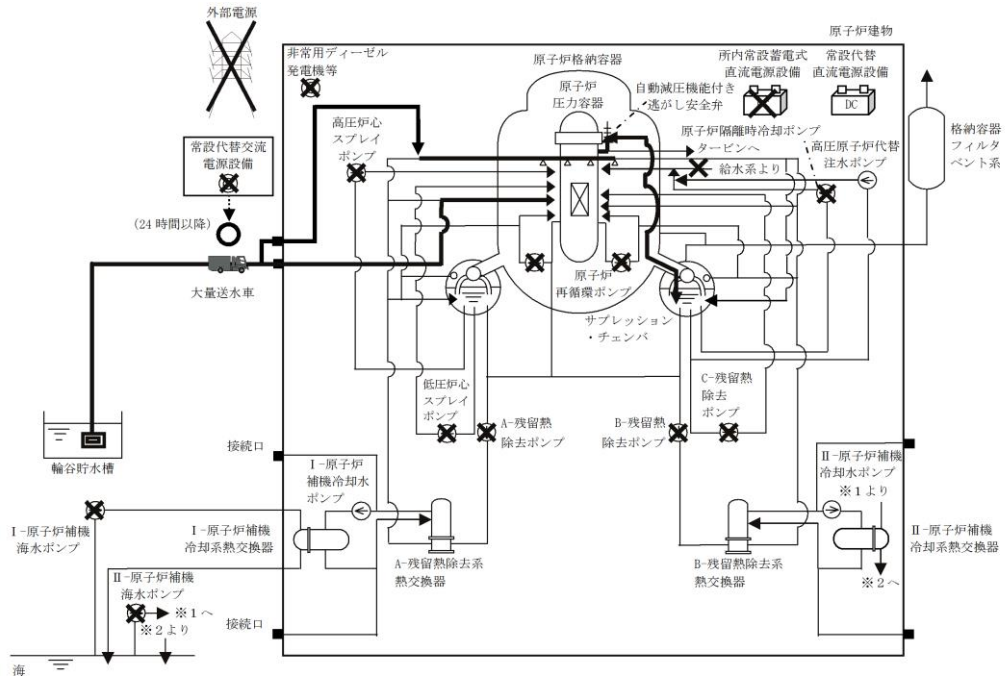 外部電源
原子炉建物
非常用ディーゼル
発電機等
原子炉格納容器
原子炉
圧力容器
自動減圧機能付き
逃がし安全弁
所内常設蓄電式
直流電源設備
常設代替
直流電源設備
DC
高圧炉心
スプレイ
ポンプ
原子炉隔離時冷却ポンプ
タービンへ
給水系より
高圧原子炉代替
注水ポンプ
格納容器
フィルタ
ベント系
常設代替交流
電源設備
(24時間以降)
大量送水車
原子炉
再循環ポンプ
サプレッション
・チェンバ
低圧炉心
スプレイ
ポンプ
A-残留熱
除去ポンプ
B-残留熱
除去ポンプ
C-残留熱
除去
ポンプ
輪谷貯水槽
接続口
Ⅰ-原子炉
補機冷却水
ポンプ
Ⅱ-原子炉補機
冷却水ポンプ
※1より
Ⅰ-原子炉補機
海水ポンプ
Ⅰ-原子炉補機
冷却系熱交換器
A-残留熱除去系
熱交換器
B-残留熱除去系
熱交換器
Ⅱ-原子炉補機
冷却系熱交換器
※2へ
Ⅱ-原子炉補機
海水ポンプ
※1へ
※2より
接続口
海